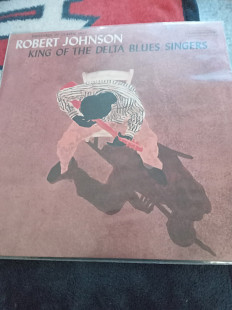 ROBERT JOHNSON
KING OF THE DELTA BLUES SINGERS